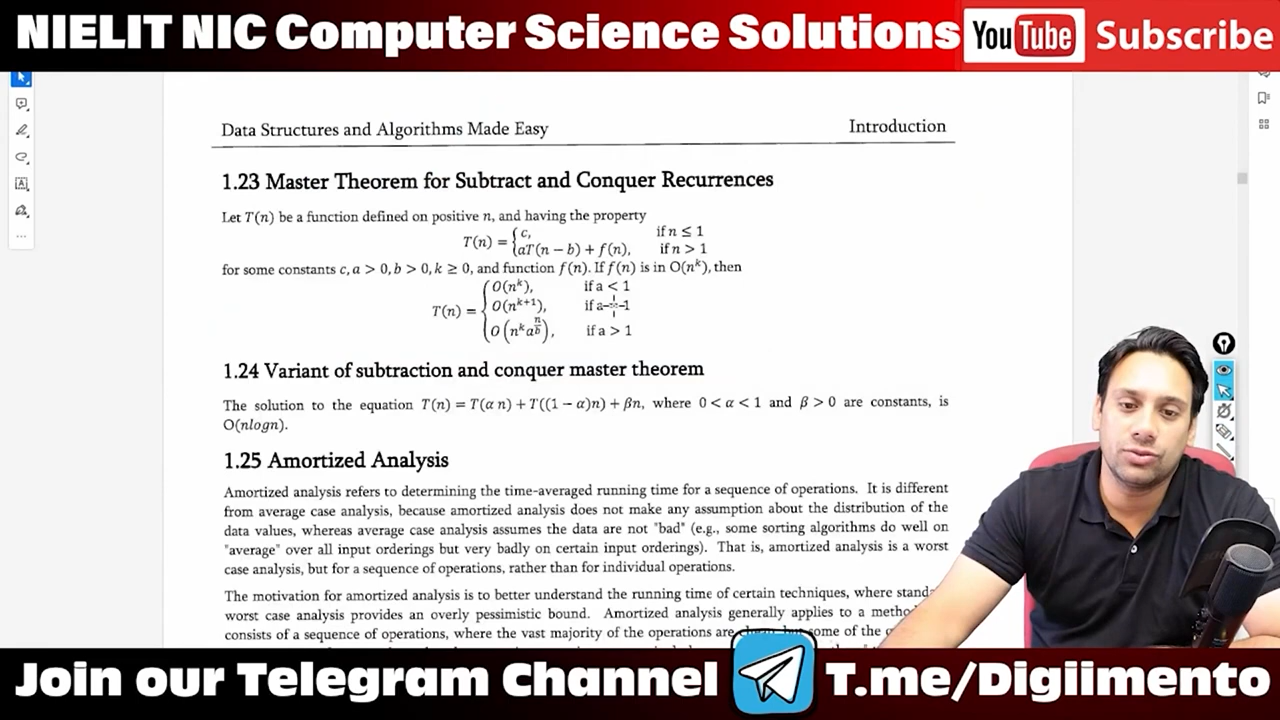 NIELIT NIC Computer Science Solutions YouTube Subscribe
Data Structures and Algorithms Made Easy Introduction
1.23 Master Theorem for Subtract and Conquer Recurrences
Let T(n) be a function defined on positive n, and having the property
T(n) = { c, if n ≤ 1
aT(n − b) + f(n), if n > 1
for some constants c, a > 0, b > 0, k ≥ 0, and function f(n). If f(n) is in O(n^k), then
T(n) = { O(n^k), if a < 1
O(n^{k+1}), if a = 1
O(n^k a^{n/b}), if a > 1
1.24 Variant of subtraction and conquer master theorem
The solution to the equation T(n) = T(α n) + T((1 − α)n) + βn, where 0 < α < 1 and β > 0 are constants, is
O(nlogn).
1.25 Amortized Analysis
Amortized analysis refers to determining the time-averaged running time for a sequence of operations. It is different
from average case analysis, because amortized analysis does not make any assumption about the distribution of the
data values, whereas average case analysis assumes the data are not "bad" (e.g., some sorting algorithms do well on
"average" over all input orderings but very badly on certain input orderings). That is, amortized analysis is a worst
case analysis, but for a sequence of operations, rather than for individual operations.
The motivation for amortized analysis is to better understand the running time of certain techniques, where
worst case analysis provides an overly pessimistic bound. Amortized analysis generally applies to a
consists of a sequence of operations, where the vast majority of the operations are some of the
Join our Telegram Channel T.me/Digiimento